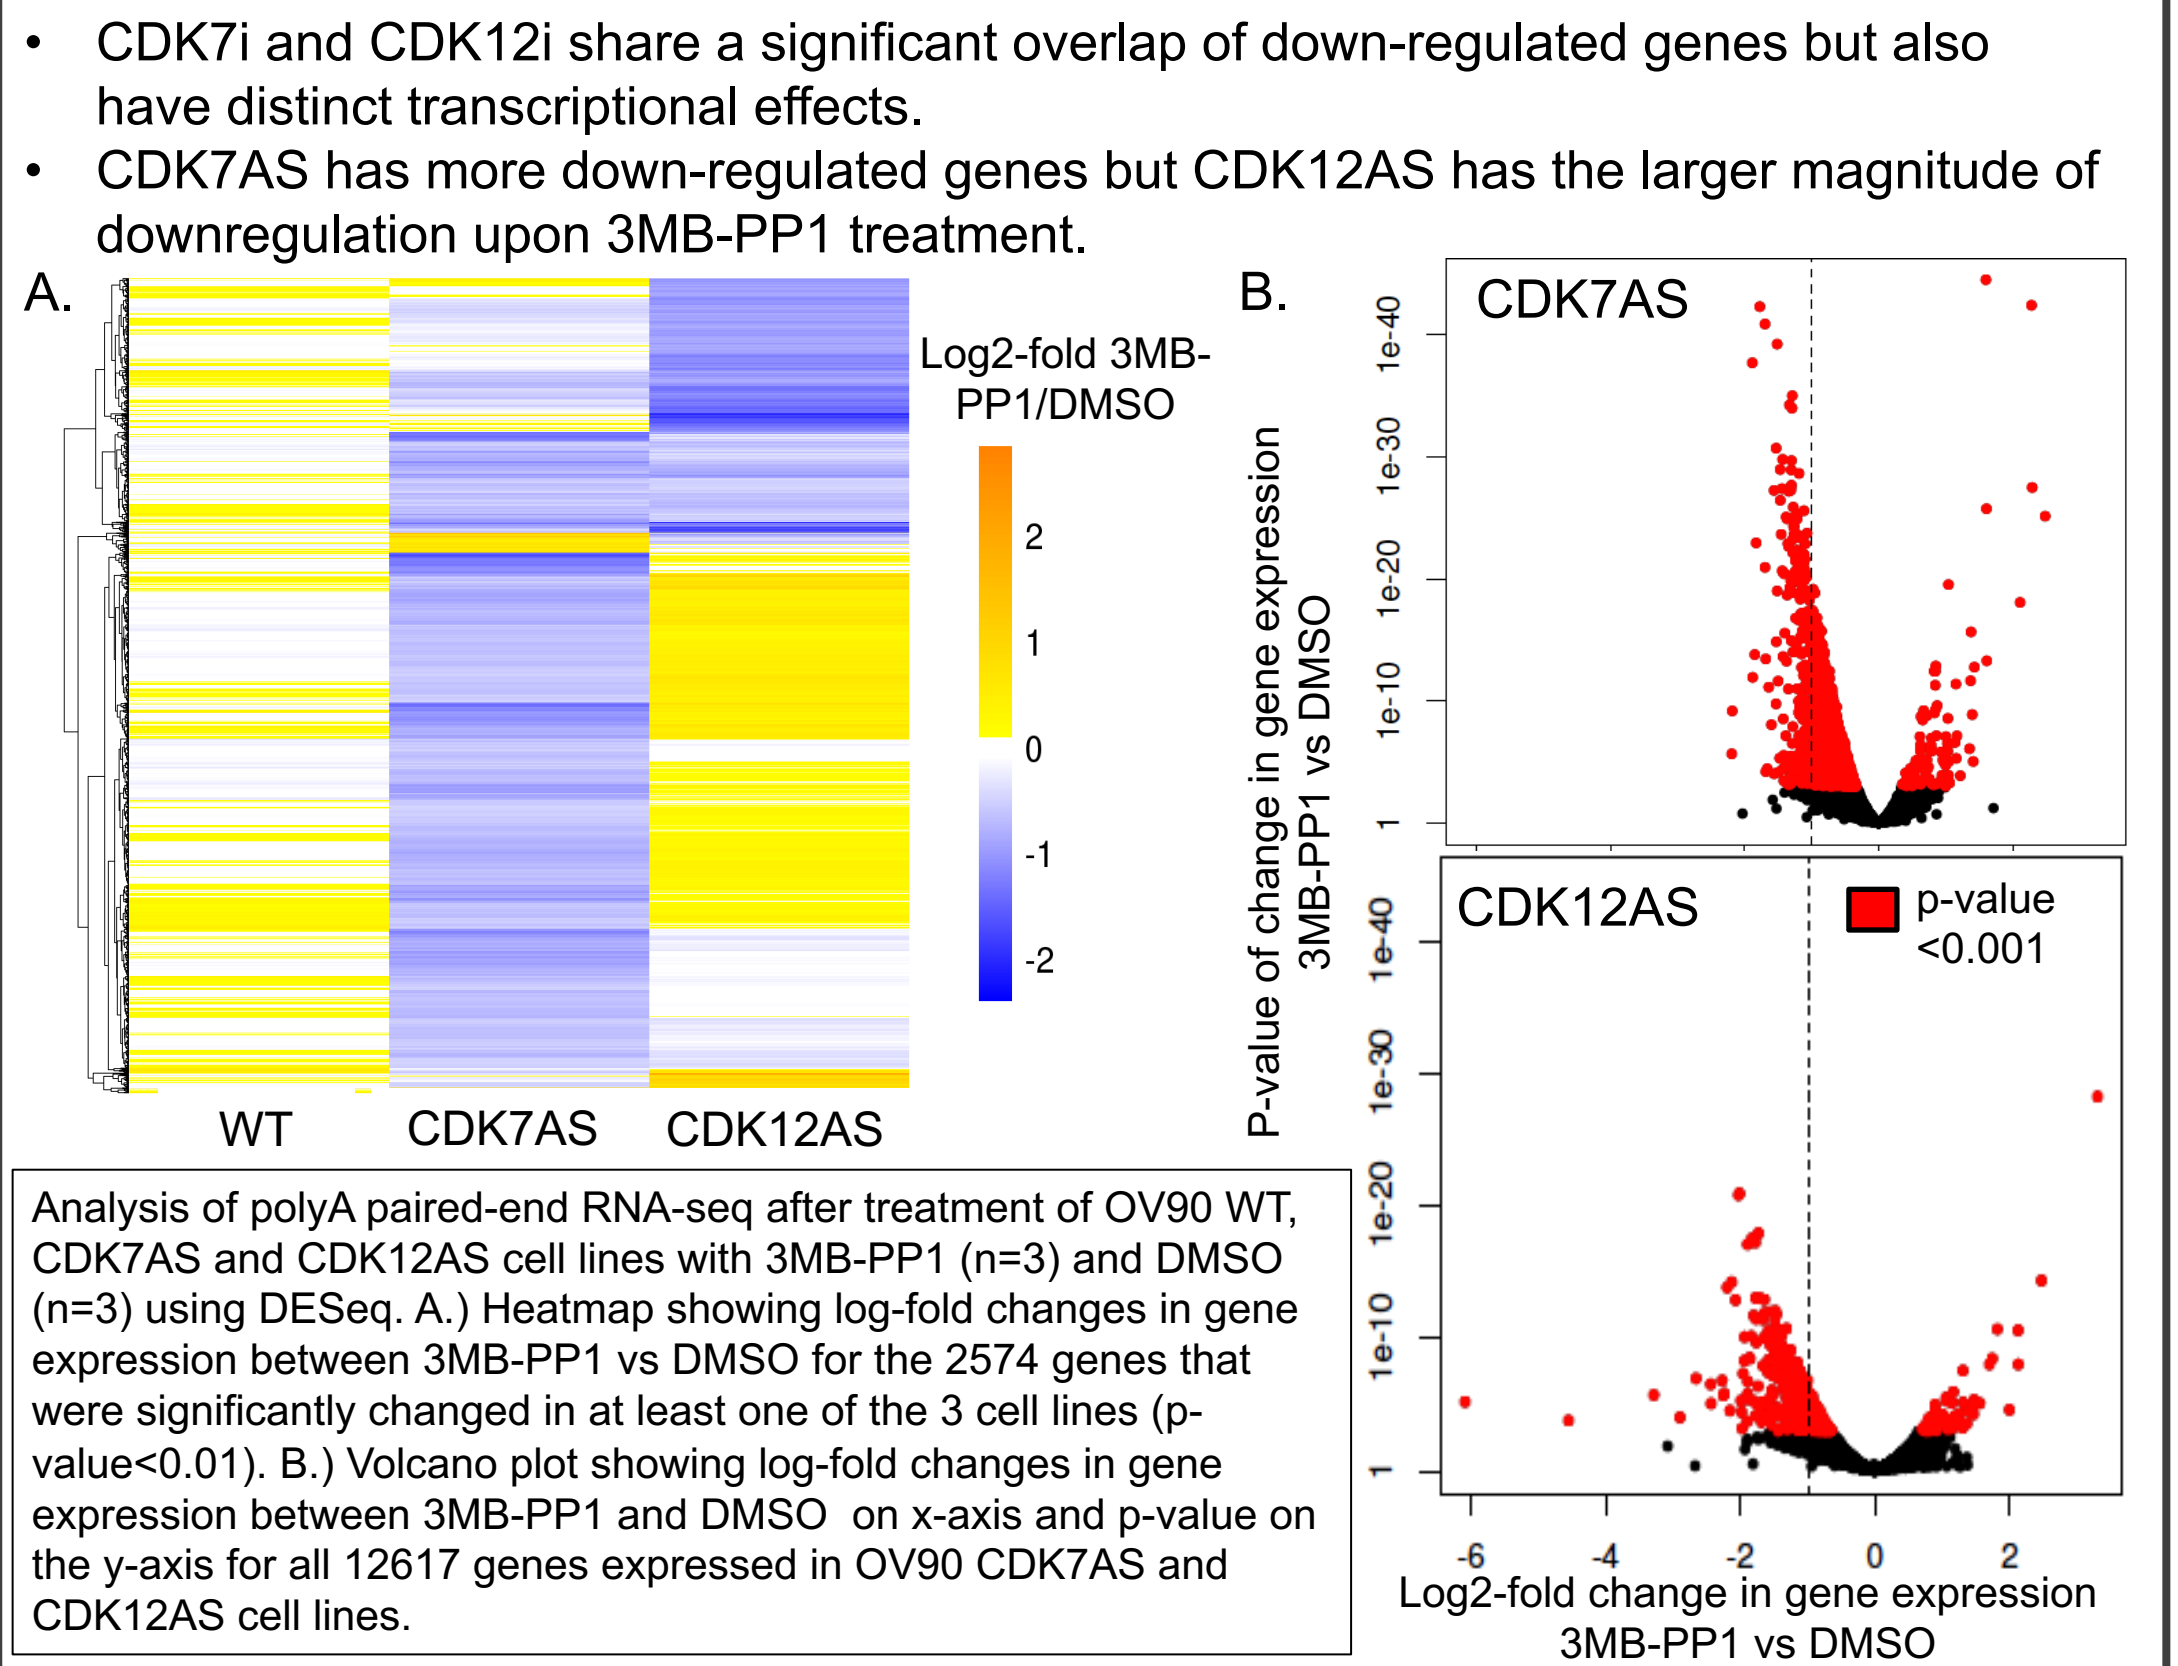 • CDK7i and CDK12i share a significant overlap of down-regulated genes but also
have distinct transcriptional effects.
• CDK7AS has more down-regulated genes but CDK12AS has the larger magnitude of
downregulation upon 3MB-PP1 treatment.
A.
Log2-fold 3MB-
PP1/DMSO
2
1
0
-1
-2
WT CDK7AS CDK12AS
B.
P-value of change in gene expression
3MB-PP1 vs DMSO
CDK7AS
1e-40
1e-30
1e-20
1e-10
1
CDK12AS
p-value
<0.001
1e-40
1e-30
1e-20
1e-10
1
-6 -4 -2 0 2
Log2-fold change in gene expression
3MB-PP1 vs DMSO
Analysis of polyA paired-end RNA-seq after treatment of OV90 WT,
CDK7AS and CDK12AS cell lines with 3MB-PP1 (n=3) and DMSO
(n=3) using DESeq. A.) Heatmap showing log-fold changes in gene
expression between 3MB-PP1 vs DMSO for the 2574 genes that
were significantly changed in at least one of the 3 cell lines (p-
value<0.01). B.) Volcano plot showing log-fold changes in gene
expression between 3MB-PP1 and DMSO  on x-axis and p-value on
the y-axis for all 12617 genes expressed in OV90 CDK7AS and
CDK12AS cell lines.